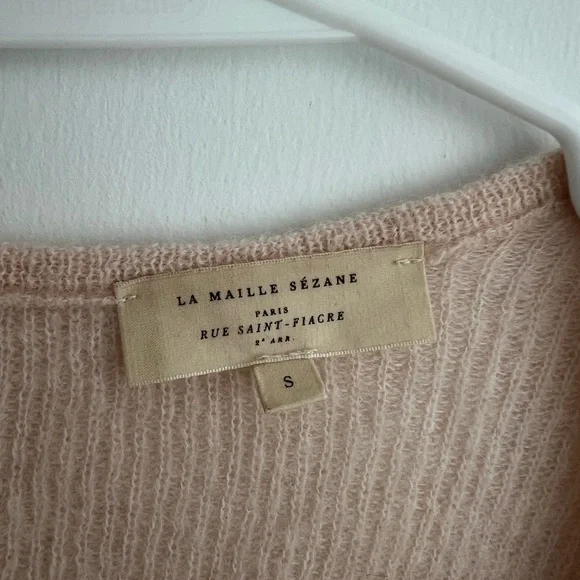 LA MAILLE SÉZANE
PARIS
RUE SAINT-FIACRE
2e ARR.
S